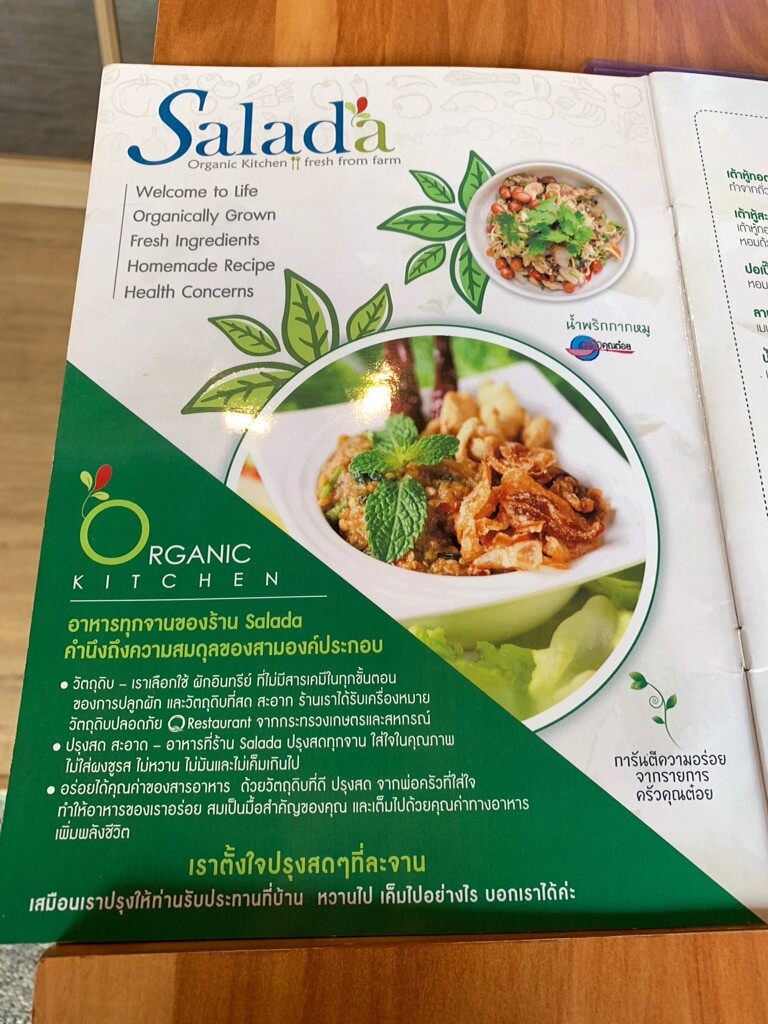 Salad'a
Organic Kitchen fresh from farm
Welcome to Life
Organically Grown
Fresh Ingredients
Homemade Recipe
Health Concerns
น้ำพริกกากหมู
คุณต๋อย
ORGANIC
KITCHEN
อาหารทุกจานของร้าน Salada
คำนึงถึงความสมดุลของสามองค์ประกอบ
• วัตถุดิบ – เราเลือกใช้ ผักอินทรีย์ ที่ไม่มีสารเคมีในทุกขั้นตอน
ของการปลูกผัก และวัตถุดิบที่สด สะอาด ร้านเราได้รับเครื่องหมาย
วัตถุดิบปลอดภัย Q Restaurant จากกระทรวงเกษตรและสหกรณ์
• ปรุงสด สะอาด – อาหารที่ร้าน Salada ปรุงสดทุกจาน ใส่ใจในคุณภาพ
ไม่ใส่ผงชูรส ไม่หวาน ไม่มันและไม่เค็มเกินไป
• อร่อยได้คุณค่าของสารอาหาร ด้วยวัตถุดิบที่ดี ปรุงสด จากพ่อครัวที่ใส่ใจ
ทำให้อาหารของเราอร่อย สมเป็นมื้อสำคัญของคุณ และเต็มไปด้วยคุณค่าทางอาหาร
เพิ่มพลังชีวิต
เราตั้งใจปรุงสดๆที่ละจาน
เสมือนเราปรุงให้ท่านรับประทานที่บ้าน หวานไป เค็มไปอย่างไร บอกเราได้ค่ะ
การันตีความอร่อย
จากรายการ
ครัวคุณต๋อย
เต้าหู้ทอด
ทำจากถั่ว